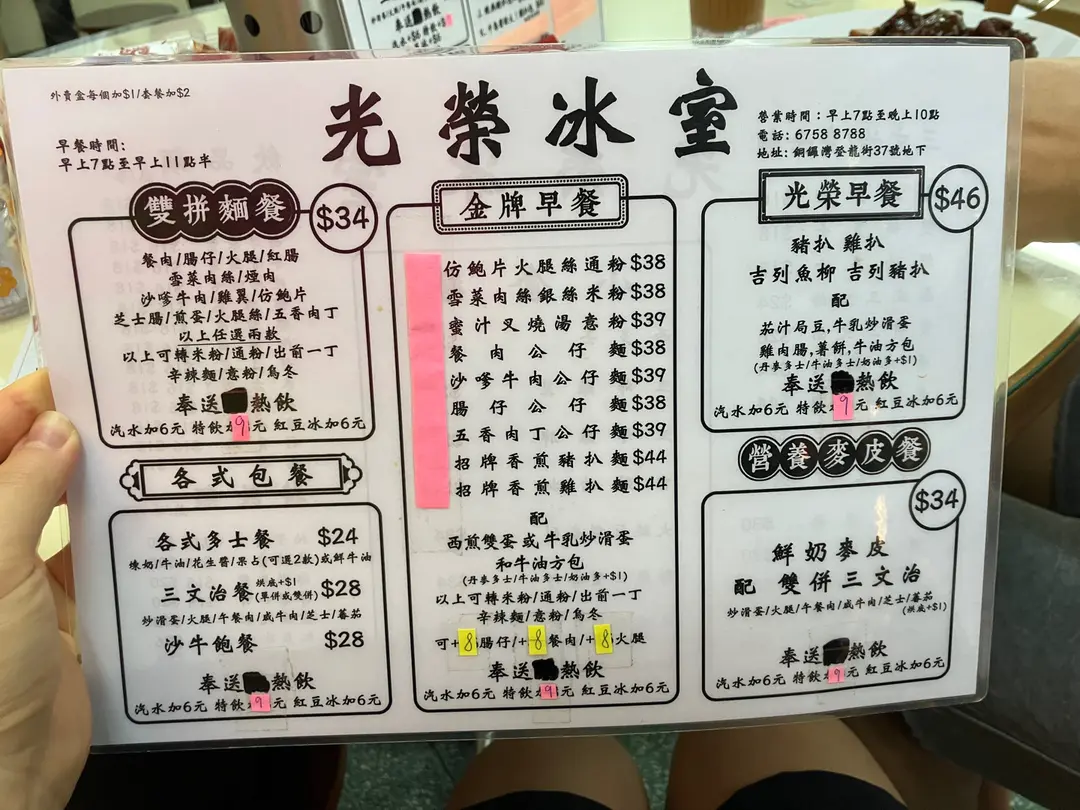 外賣盒每個加$1/套餐加$2
早餐時間:
早上7點至早上11點半
光榮冰室
營業時間：早上7點至晚上10點
電話: 6758 8788
地址: 銅鑼灣登龍街37號地下
雙拼麵餐
$34
餐肉/腸仔/火腿/紅腸
雪菜肉絲/煙肉
沙嗲牛肉/雞翼/仿鮑片
芝士腸/煎蛋/火腿絲/五香肉丁
以上任選兩款
以上可轉米粉/通粉/出前一丁
辛辣麵/意粉/烏冬
奉送熱飲
汽水加6元 特飲加9元 紅豆冰加6元
各式包餐
各式多士餐 $24
煉奶/牛油/花生醬/果占(可選2款)或鮮牛油
三文治餐 烘底+$1 (單併或雙併) $28
炒滑蛋/火腿/午餐肉/咸牛肉/芝士/蕃茄
沙牛飽餐 $28
奉送熱飲
汽水加6元 特飲9元 紅豆冰加6元
金牌早餐
仿鮑片火腿絲通粉 $38
雪菜肉絲銀絲米粉 $38
蜜汁叉燒湯意粉 $39
餐肉公仔麵 $38
沙嗲牛肉公仔麵 $39
腸仔公仔麵 $38
五香肉丁公仔麵 $39
招牌香煎豬扒麵 $44
招牌香煎雞扒麵 $44
配
西煎雙蛋或牛乳炒滑蛋
和牛油方包
(丹麥多士/牛油多士/奶油多+$1)
以上可轉米粉/通粉/出前一丁
辛辣麵/意粉/烏冬
可+8腸仔/+8餐肉/+8火腿
奉送熱飲
汽水加6元 特飲9元 紅豆冰加6元
光榮早餐
$46
豬扒 雞扒
吉列魚柳 吉列豬扒
配
茄汁焗豆,牛乳炒滑蛋
雞肉腸,薯餅,牛油方包
(丹麥多士/牛油多士/奶油多+$1)
奉送熱飲
汽水加6元 特飲9元 紅豆冰加6元
營養麥皮餐
$34
鮮奶麥皮
配 雙併三文治
炒滑蛋/火腿/午餐肉/咸牛肉/芝士/蕃茄
(烘底+$1)
奉送熱飲
汽水加6元 特飲9元 紅豆冰加6元